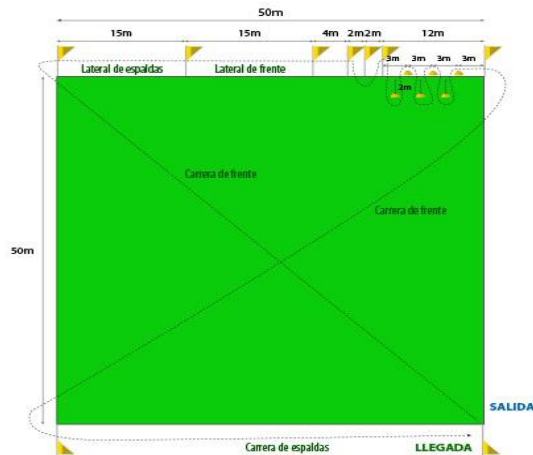 50m
15m 15m 4m 2m 2m 12m
3m 3m 3m 3m
Lateral de espaldas Lateral de frente
2m
Carrera de frente
Carrera de frente
50m
SALIDA
Carrera de espaldas LLEGADA